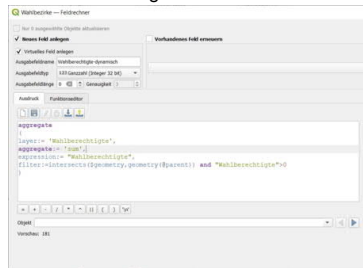 Wahlbezirke — Feldrechner
Nur 0 ausgewählte Objekte aktualisieren
Neues Feld anlegen
Vorhandenes Feld erneuern
Virtuelles Feld anlegen
Ausgabefeldname Wahlberechtigte-dynamisch
Ausgabefeldtyp 123 Ganzzahl (Integer 32 bit)
Ausgabefeldlänge Genauigkeit
Ausdruck Funktionseditor
aggregate
(
layer:= 'Wahlberechtigte',
aggregate:= 'sum',
expression:= "Wahlberechtigte",
filter:=intersects($geometry,geometry(@parent)) and "Wahlberechtigte">0
)
= + - / * ^ || ( ) '\n'
Objekt
Vorschau: 181